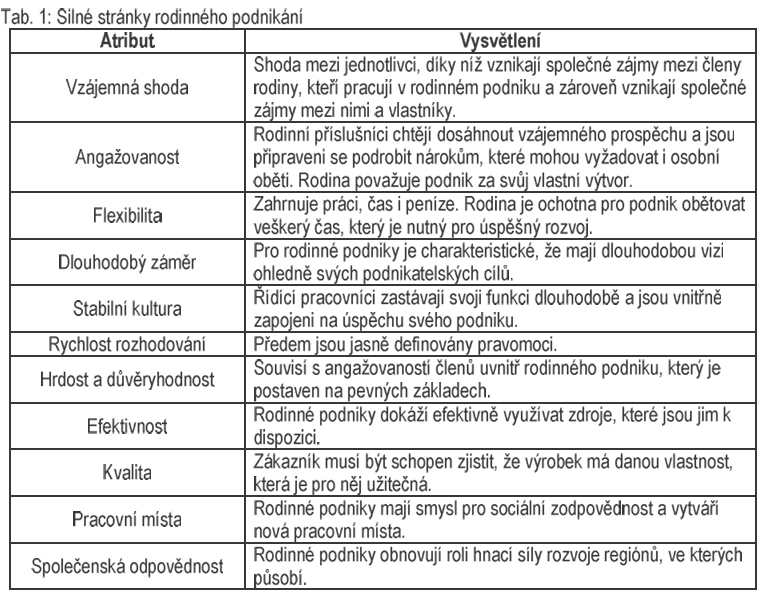 Tab. 1: Silné stránky rodinného podnikání
Atribut
Vysvětlení
Vzájemná shoda
Shoda mezi jednotlivci, díky níž vznikají společné zájmy mezi členy
rodiny, kteří pracují v rodinném podniku a zároveň vznikají společné
zájmy mezi nimi a vlastníky.
Angažovanost
Rodinní příslušníci chtějí dosáhnout vzájemného prospěchu a jsou
připraveni se podrobit nárokům, které mohou vyžadovat i osobní
oběti. Rodina považuje podnik za svůj vlastní výtvor.
Flexibilita
Zahrnuje práci, čas i peníze. Rodina je ochotna pro podnik obětovat
veškerý čas, který je nutný pro úspěšný rozvoj.
Dlouhodobý záměr
Pro rodinné podniky je charakteristické, že mají dlouhodobou vizi
ohledně svých podnikatelských cílů.
Stabilní kultura
Řídící pracovníci zastávají svoji funkci dlouhodobě a jsou vnitřně
zapojeni na úspěchu svého podniku.
Rychlost rozhodování
Předem jsou jasně definovány pravomoci.
Hrdost a důvěryhodnost
Souvisí s angažovaností členů uvnitř rodinného podniku, který je
postaven na pevných základech.
Efektivnost
Rodinné podniky dokáží efektivně využívat zdroje, které jsou jim k
dispozici.
Kvalita
Zákazník musí být schopen zjistit, že výrobek má danou vlastnost,
která je pro něj užitečná.
Pracovní místa
Rodinné podniky mají smysl pro sociální zodpovědnost a vytváří
nová pracovní místa.
Společenská odpovědnost
Rodinné podniky obnovují roli hnací síly rozvoje regiónů, ve kterých
působí.